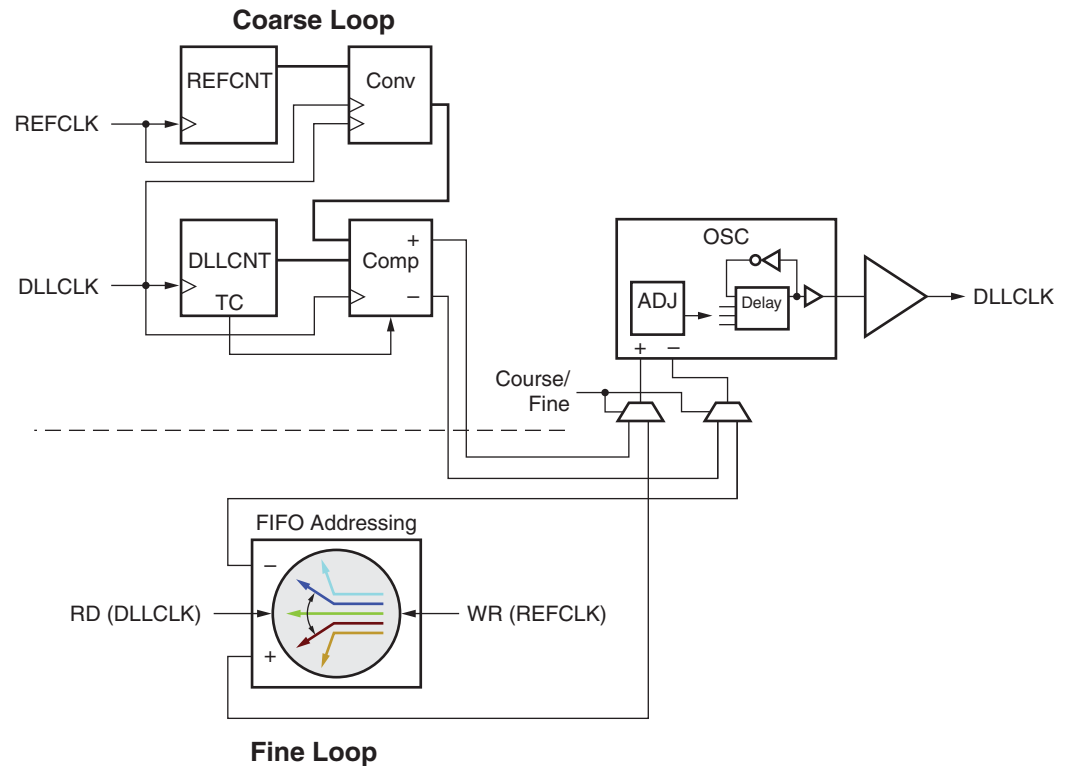 Coarse Loop
REFCNT
Conv
REFCLK
DLLCNT
TC
Comp
+
−
DLLCLK
OSC
ADJ
Delay
+ −
DLLCLK
Course/
Fine
FIFO Addressing
−
RD (DLLCLK)
WR (REFCLK)
+
Fine Loop